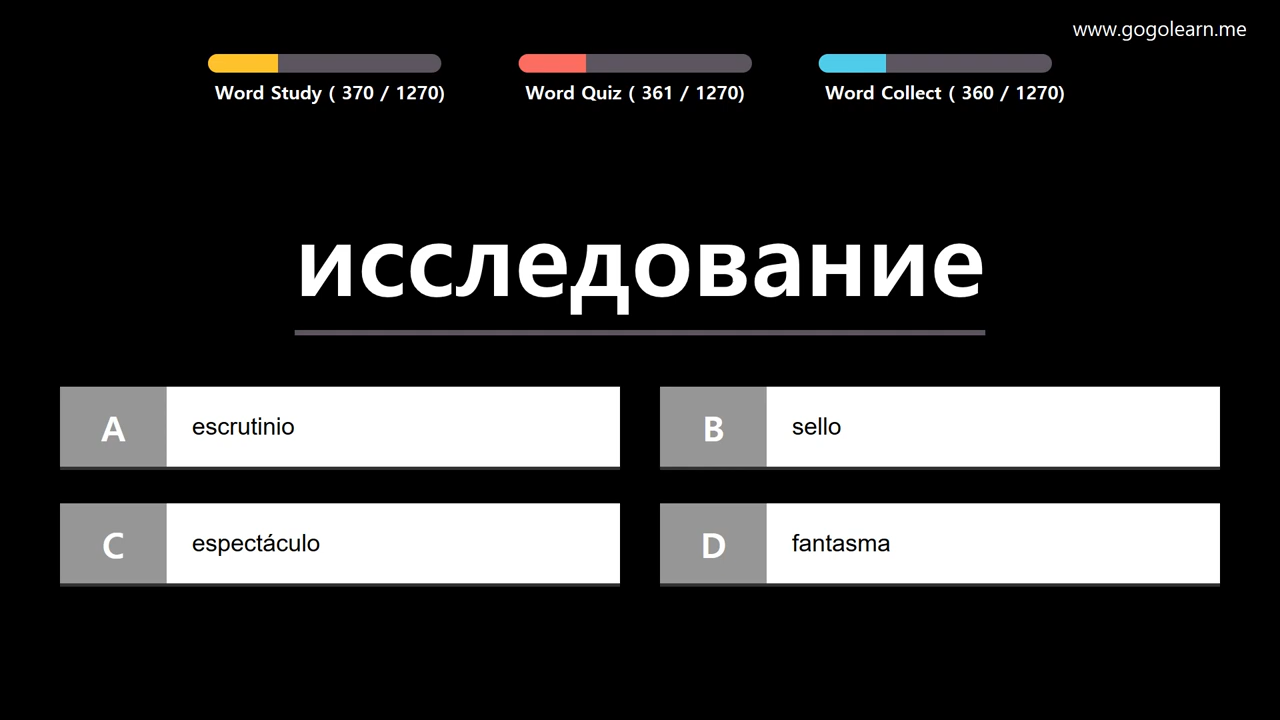 www.gogolearn.me
Word Study ( 370 / 1270)
Word Quiz ( 361 / 1270)
Word Collect ( 360 / 1270)
исследование
A escrutinio
B sello
C espectáculo
D fantasma